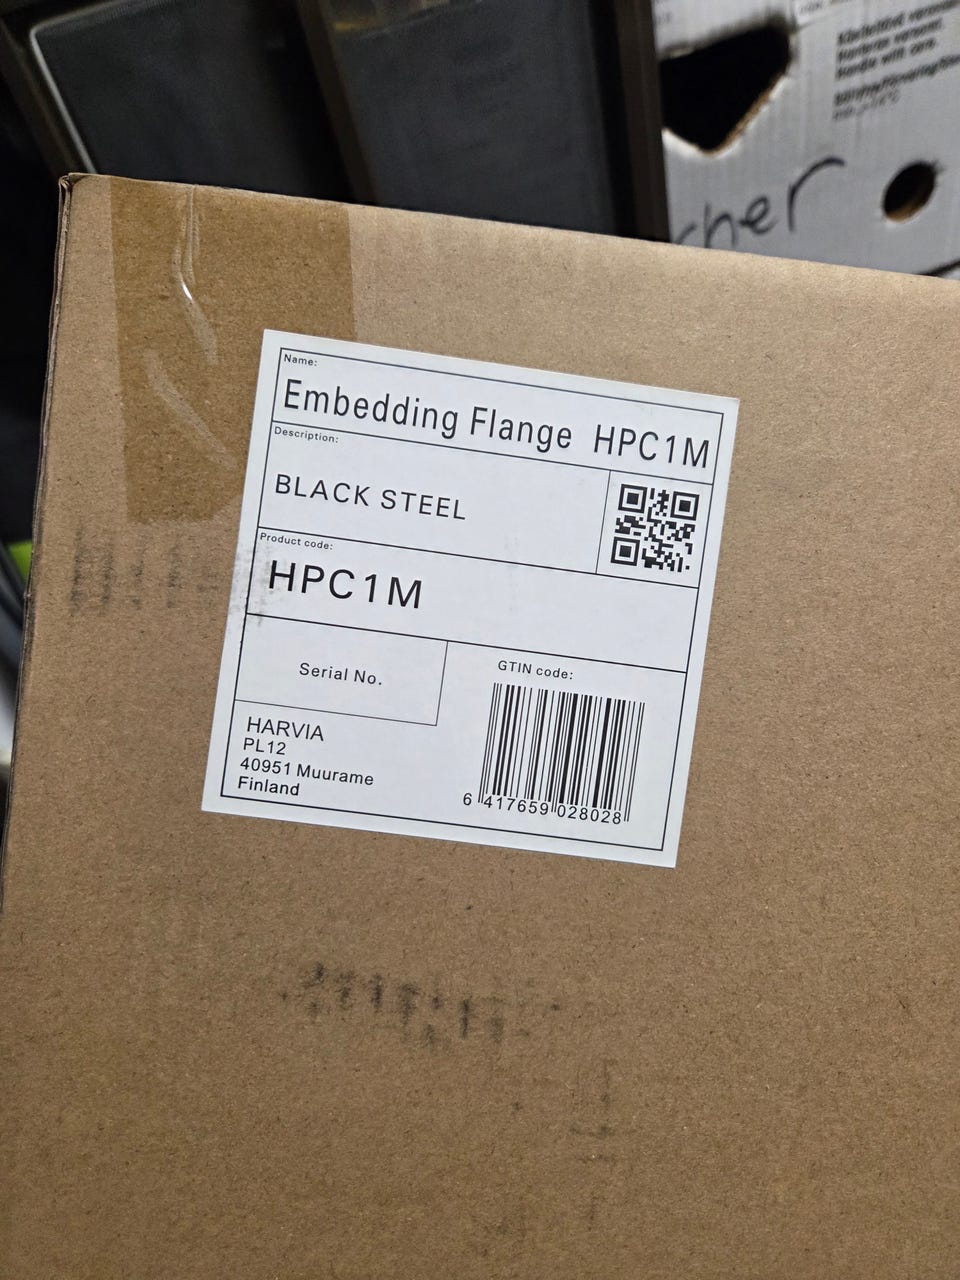 Name:
Embedding Flange HPC1M
Description:
BLACK STEEL
Product code:
HPC1M
Serial No.
GTIN code:
HARVIA
PL12
40951 Muurame
Finland
6 417659 028028